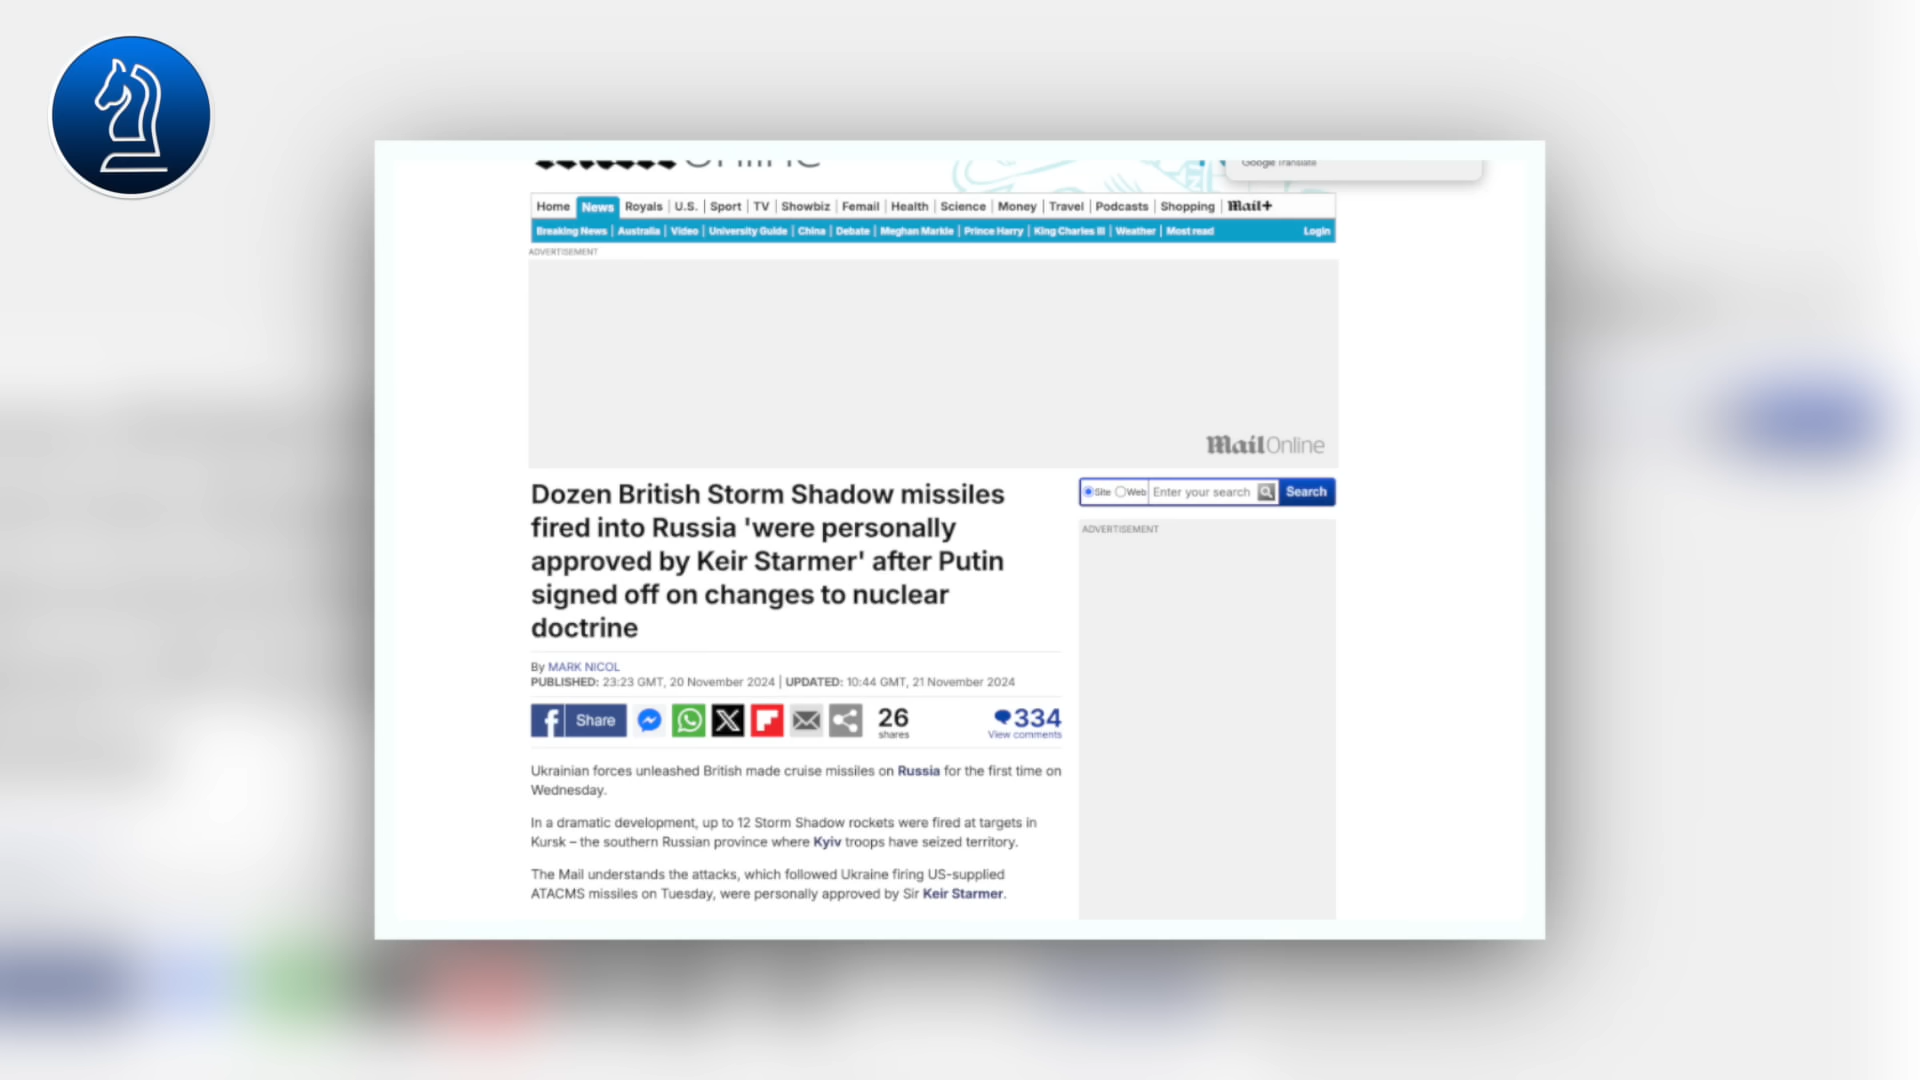 Online
Google Translate
Home News Royals U.S. Sport TV Showbiz Femail Health Science Money Travel Podcasts Shopping Mail+
Breaking News Australia Video University Guide China Debate Meghan Markle Prince Harry King Charles III Weather Most read Login
ADVERTISEMENT
MailOnline
Dozen British Storm Shadow missiles
fired into Russia 'were personally
approved by Keir Starmer' after Putin
signed off on changes to nuclear
doctrine
Site Web Enter your search Search
ADVERTISEMENT
By MARK NICOL
PUBLISHED: 23:23 GMT, 20 November 2024 | UPDATED: 10:44 GMT, 21 November 2024
Share 26 334
shares View comments
Ukrainian forces unleashed British made cruise missiles on Russia for the first time on
Wednesday.
In a dramatic development, up to 12 Storm Shadow rockets were fired at targets in
Kursk – the southern Russian province where Kyiv troops have seized territory.
The Mail understands the attacks, which followed Ukraine firing US-supplied
ATACMS missiles on Tuesday, were personally approved by Sir Keir Starmer.